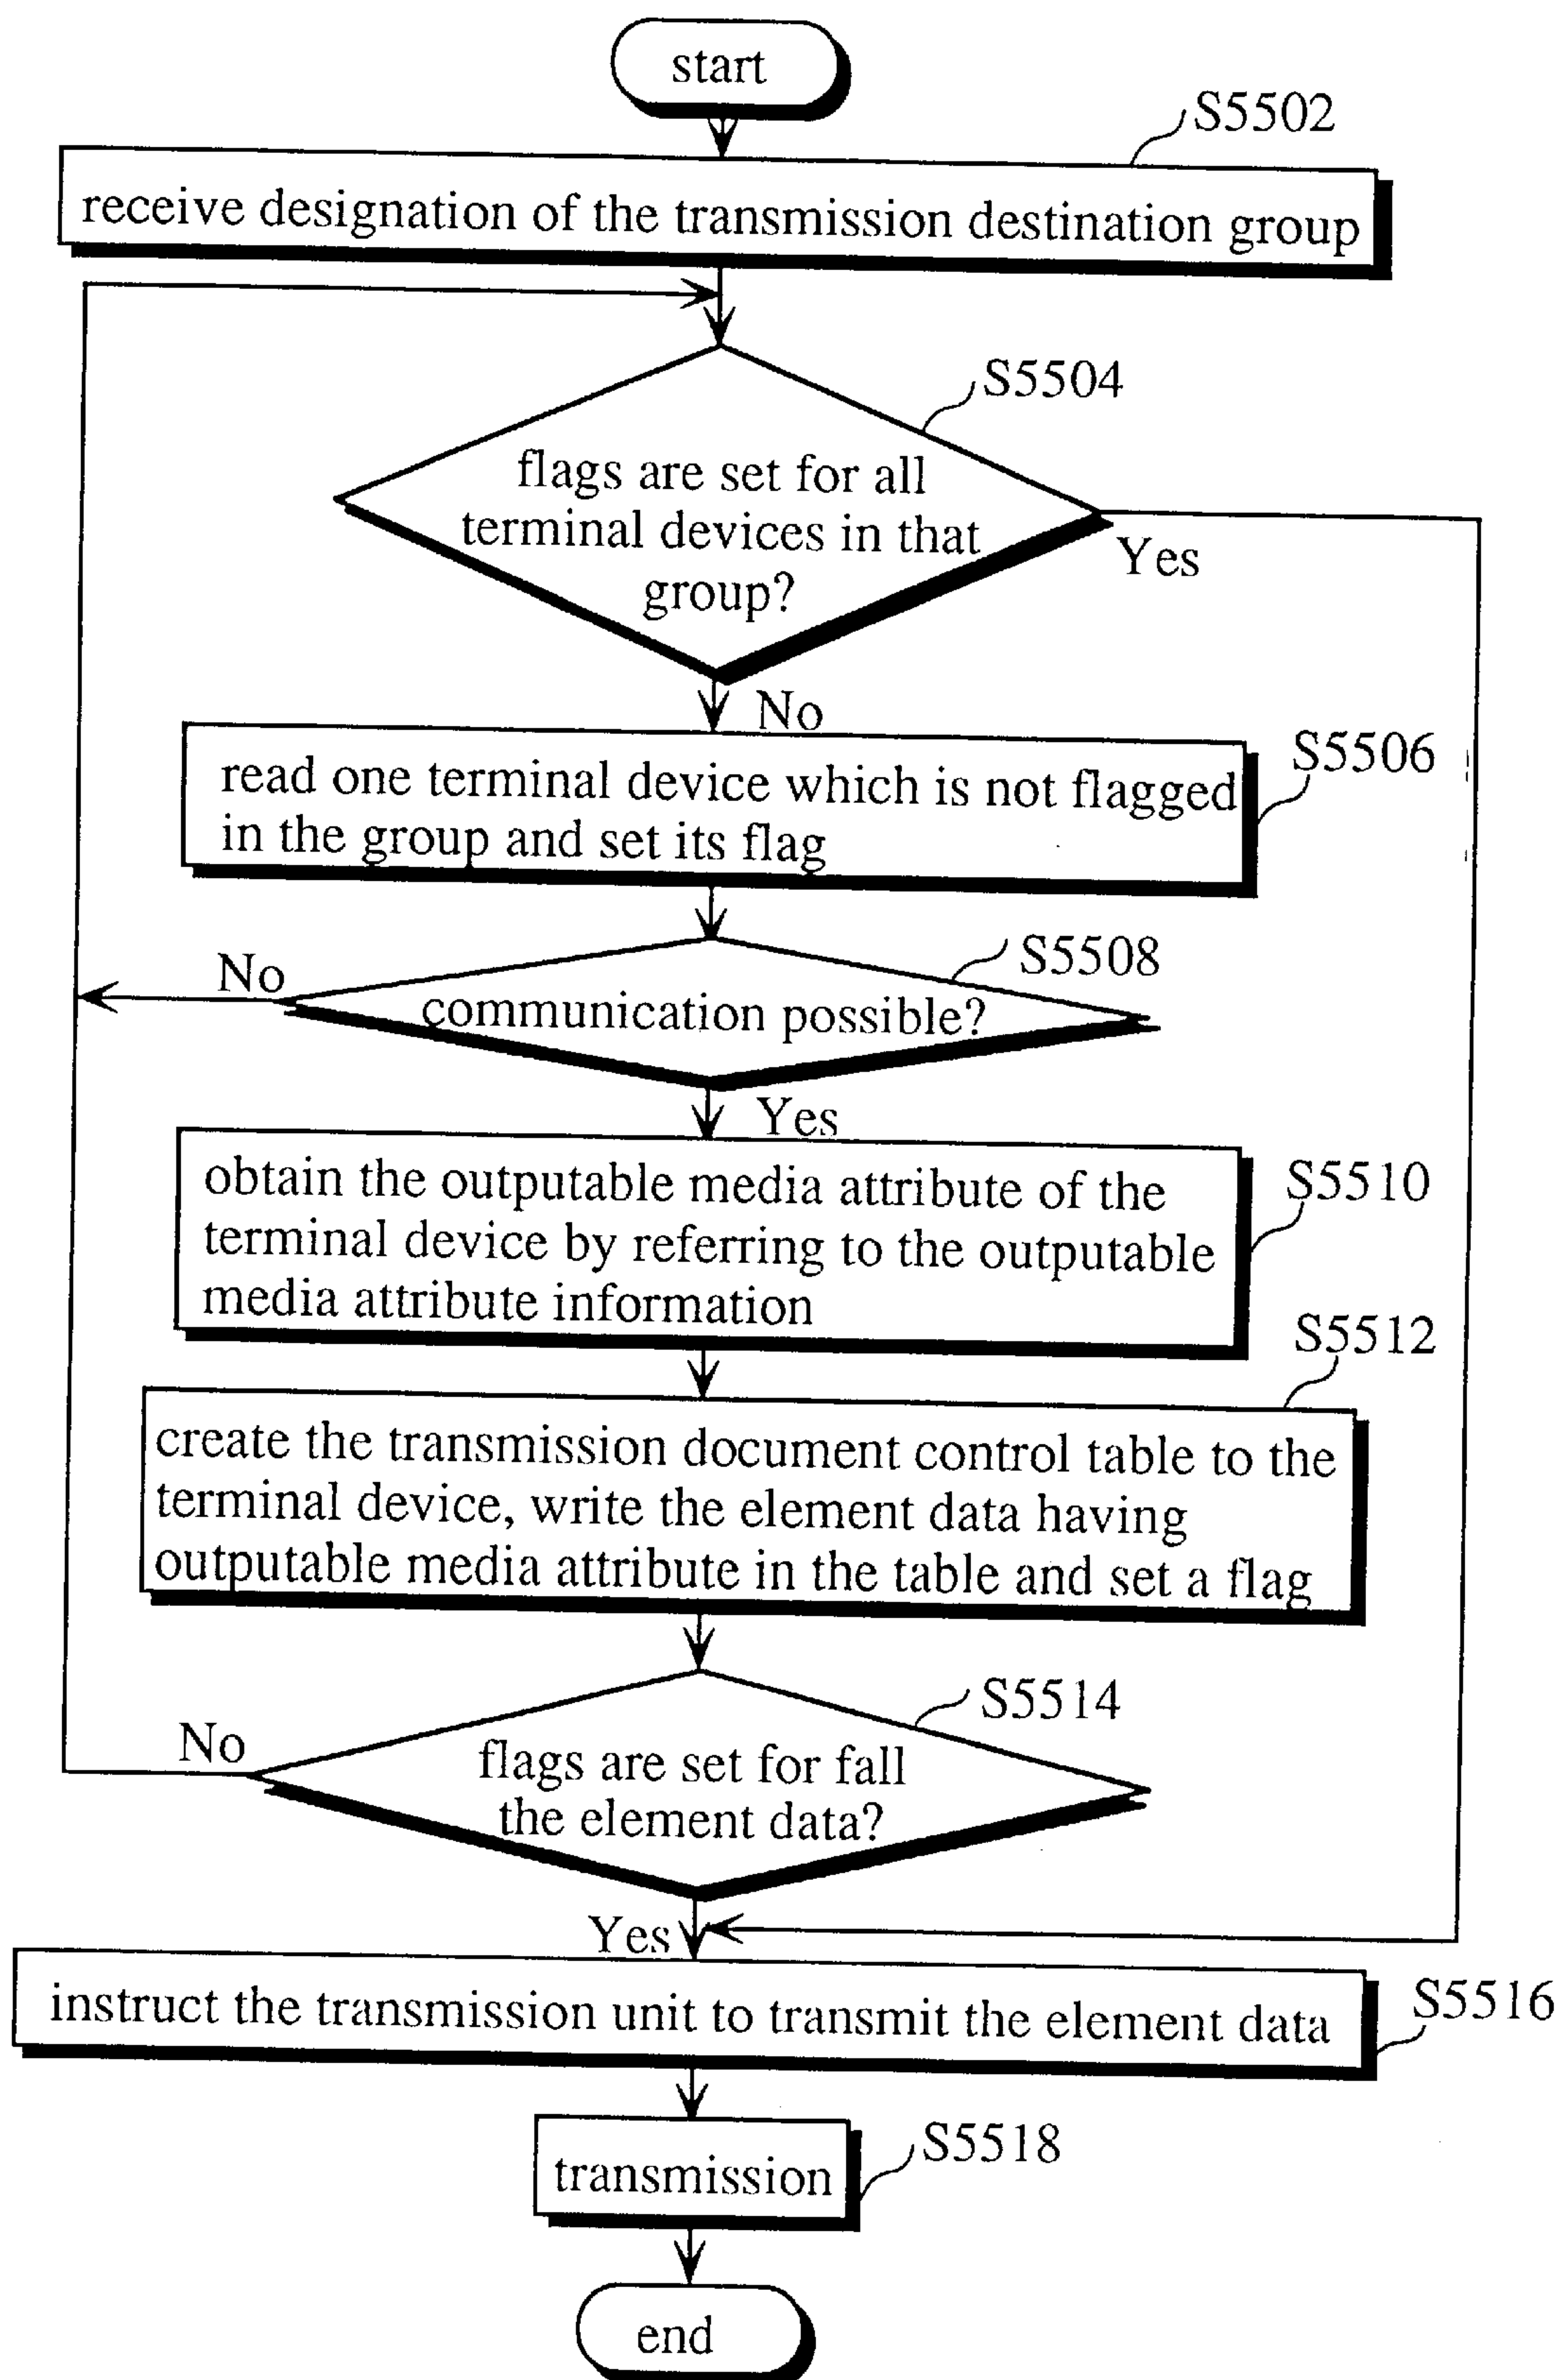 start
S5502
receive designation of the transmission destination group
S5504
flags are set for all
terminal devices in that
group?
Yes
No
S5506
read one terminal device which is not flagged
in the group and set its flag
S5508
No
communication possible?
Yes
S5510
obtain the outputable media attribute of the
terminal device by referring to the outputable
media attribute information
S5512
create the transmission document control table to the
terminal device, write the element data having
outputable media attribute in the table and set a flag
S5514
No
flags are set for fall
the element data?
Yes
S5516
instruct the transmission unit to transmit the element data
S5518
transmission
end